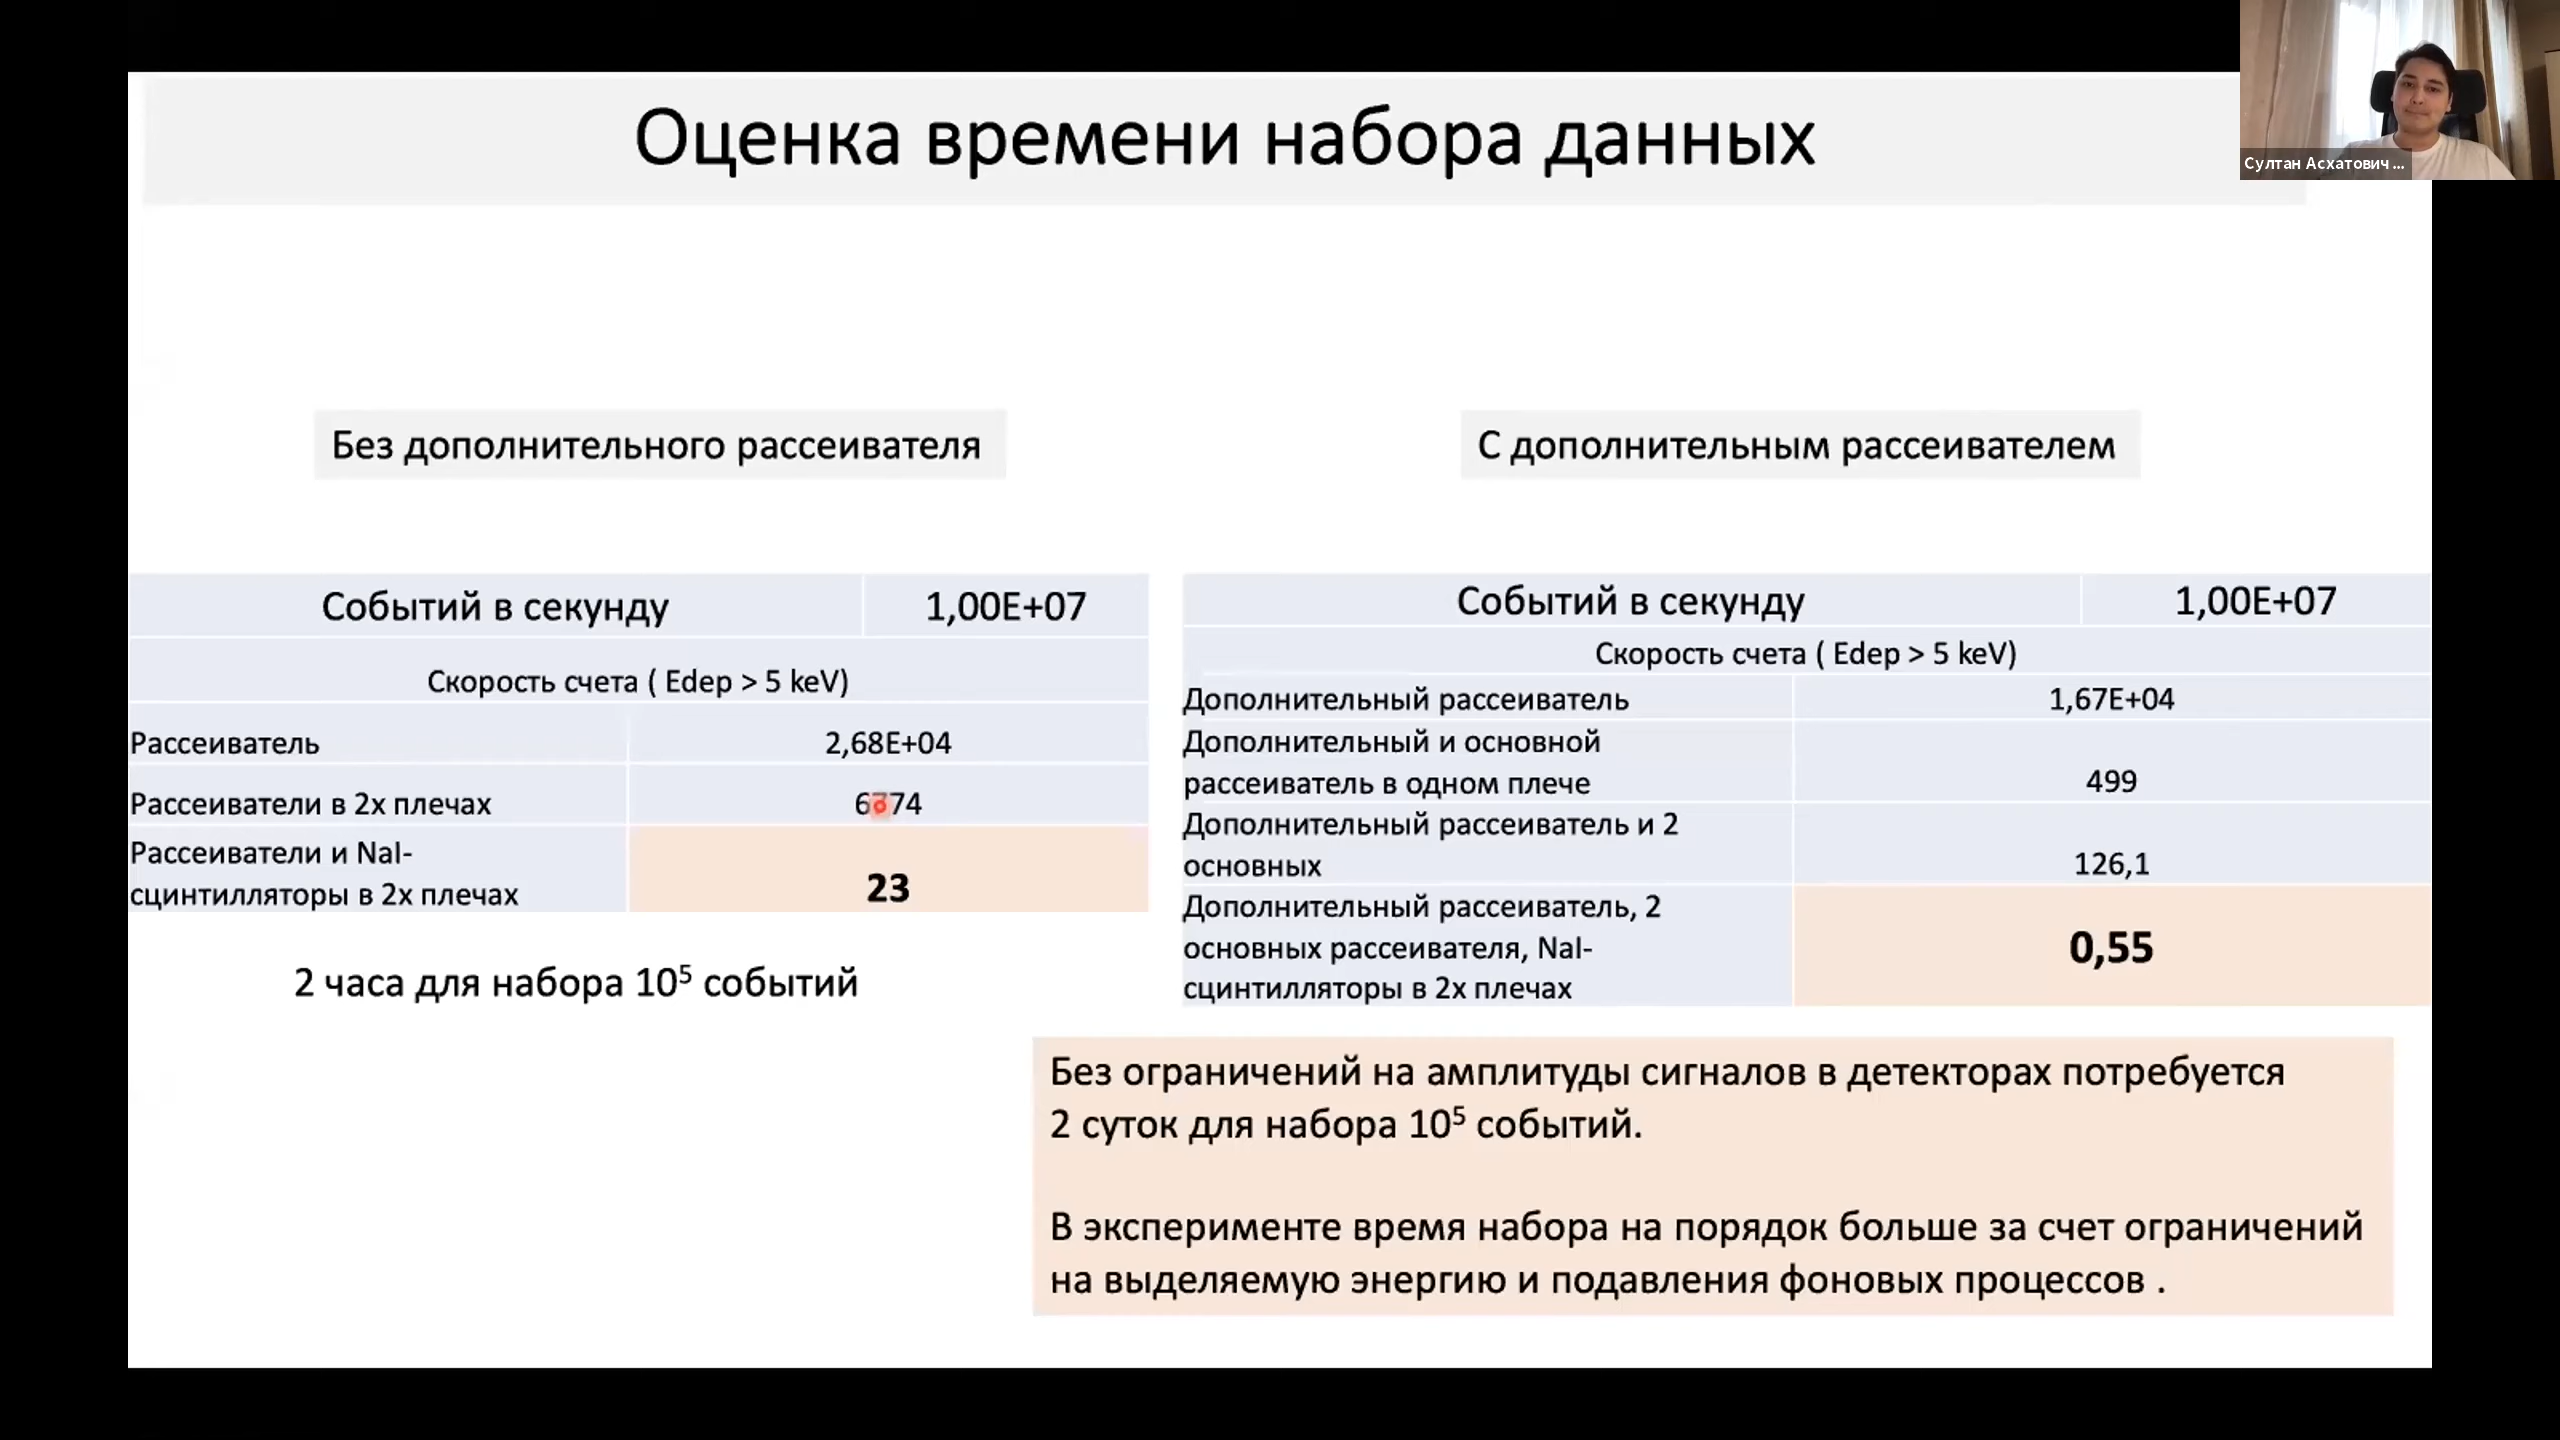 Оценка времени набора данных
Султан Асхатович ...
Без дополнительного рассеивателя
Событий в секунду 1,00E+07
Скорость счета ( Edep > 5 keV)
Рассеиватель 2,68E+04
Рассеиватели в 2х плечах 6774
Рассеиватели и NaI-
сцинтилляторы в 2х плечах 23
2 часа для набора 10⁵ событий
С дополнительным рассеивателем
Событий в секунду 1,00E+07
Скорость счета ( Edep > 5 keV)
Дополнительный рассеиватель 1,67E+04
Дополнительный и основной
рассеиватель в одном плече 499
Дополнительный рассеиватель и 2
основных 126,1
Дополнительный рассеиватель, 2
основных рассеивателя, NaI- 0,55
сцинтилляторы в 2х плечах
Без ограничений на амплитуды сигналов в детекторах потребуется
2 суток для набора 10⁵ событий.
В эксперименте время набора на порядок больше за счет ограничений
на выделяемую энергию и подавления фоновых процессов .